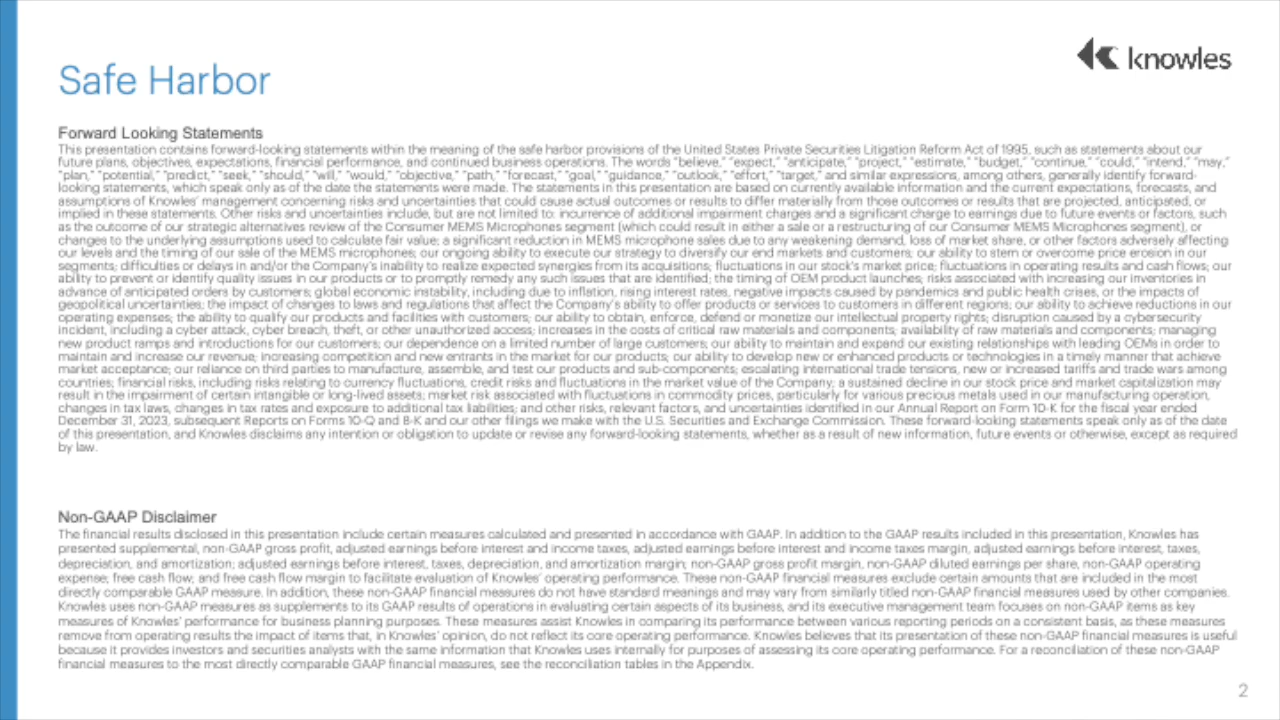 knowles
Safe Harbor
Forward Looking Statements
This presentation contains forward-looking statements within the meaning of the safe harbor provisions of the United States Private Securities Litigation Reform Act of 1995, such as statements about our
future plans, objectives, expectations, financial performance, and continued business operations. The words “believe,” “expect,” “anticipate,” “project,” “estimate,” “budget,” “continue,” “could,” “intend,” “may,”
“plan,” “potential,” “predict,” “seek,” “should,” “will,” “would,” “objective,” “path,” “forecast,” “goal,” “guidance,” “outlook,” “effort,” “target,” and similar expressions, among others, generally identify forward-
looking statements, which speak only as of the date the statements were made. The statements in this presentation are based on currently available information and the current expectations, forecasts, and
assumptions of Knowles’ management concerning risks and uncertainties that could cause actual outcomes or results to differ materially from those outcomes or results that are projected, anticipated, or
implied in these statements. Other risks and uncertainties include, but are not limited to: incurrence of additional impairment charges and a significant charge to earnings due to future events or factors, such
as the outcome of our strategic alternatives review of the Consumer MEMS Microphones segment (which could result in either a sale or a restructuring of our Consumer MEMS Microphones segment), or
changes to the underlying assumptions used to calculate fair value; a significant reduction in MEMS microphone sales due to any weakening demand, loss of market share, or other factors adversely affecting
our levels and the timing of our sale of the MEMS microphones; our ongoing ability to execute our strategy to diversify our end markets and customers; our ability to stem or overcome price erosion in our
segments; difficulties or delays in and/or the Company’s inability to realize expected synergies from its acquisitions; fluctuations in our stock’s market price; fluctuations in operating results and cash flows; our
ability to prevent or identify quality issues in our products or to promptly remedy any such issues that are identified; the timing of OEM product launches; risks associated with increasing our inventories in
advance of anticipated orders by customers; global economic instability, including due to inflation, rising interest rates, negative impacts caused by pandemics and public health crises, or the impacts of
geopolitical uncertainties; the impact of changes to laws and regulations that affect the Company’s ability to offer products or services to customers in different regions; our ability to achieve reductions in our
operating expenses; the ability to qualify our products and facilities with customers; our ability to obtain, enforce, defend or monetize our intellectual property rights; disruption caused by a cybersecurity
incident, including a cyber attack, cyber breach, theft, or other unauthorized access; increases in the costs of critical raw materials and components; availability of raw materials and components; managing
new product ramps and introductions for our customers; our dependence on a limited number of large customers; our ability to maintain and expand our existing relationships with leading OEMs in order to
maintain and increase our revenue; increasing competition and new entrants in the market for our products; our ability to develop new or enhanced products or technologies in a timely manner that achieve
market acceptance; our reliance on third parties to manufacture, assemble, and test our products and sub-components; escalating international trade tensions, new or increased tariffs and trade wars among
countries; financial risks, including risks relating to currency fluctuations, credit risks and fluctuations in the market value of the Company; a sustained decline in our stock price and market capitalization may
result in the impairment of certain intangible or long-lived assets; market risk associated with fluctuations in commodity prices, particularly for various precious metals used in our manufacturing operation,
changes in tax laws, changes in tax rates and exposure to additional tax liabilities; and other risks, relevant factors, and uncertainties identified in our Annual Report on Form 10-K for the fiscal year ended
December 31, 2023, subsequent Reports on Forms 10-Q and 8-K and our other filings we make with the U.S. Securities and Exchange Commission. These forward-looking statements speak only as of the date
of this presentation, and Knowles disclaims any intention or obligation to update or revise any forward-looking statements, whether as a result of new information, future events or otherwise, except as required
by law.
Non-GAAP Disclaimer
The financial results disclosed in this presentation include certain measures calculated and presented in accordance with GAAP. In addition to the GAAP results included in this presentation, Knowles has
presented supplemental, non-GAAP gross profit, adjusted earnings before interest and income taxes, adjusted earnings before interest and income taxes margin, adjusted earnings before interest, taxes,
depreciation, and amortization; adjusted earnings before interest, taxes, depreciation, and amortization margin; non-GAAP gross profit margin, non-GAAP diluted earnings per share, non-GAAP operating
expense; free cash flow; and free cash flow margin to facilitate evaluation of Knowles’ operating performance. These non-GAAP financial measures exclude certain amounts that are included in the most
directly comparable GAAP measure. In addition, these non-GAAP financial measures do not have standard meanings and may vary from similarly titled non-GAAP financial measures used by other companies.
Knowles uses non-GAAP measures as supplements to its GAAP results of operations in evaluating certain aspects of its business, and its executive management team focuses on non-GAAP items as key
measures of Knowles’ performance for business planning purposes. These measures assist Knowles in comparing its performance between various reporting periods on a consistent basis, as these measures
remove from operating results the impact of items that, in Knowles’ opinion, do not reflect its core operating performance. Knowles believes that its presentation of these non-GAAP financial measures is useful
because it provides investors and securities analysts with the same information that Knowles uses internally for purposes of assessing its core operating performance. For a reconciliation of these non-GAAP
financial measures to the most directly comparable GAAP financial measures, see the reconciliation tables in the Appendix.
2